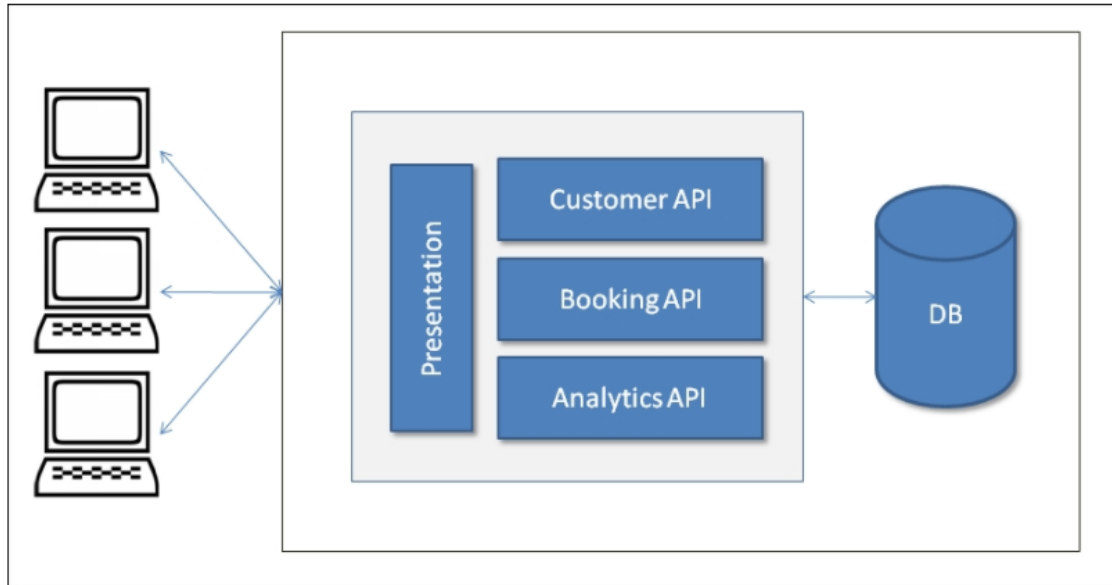 Presentation
Customer API
Booking API
Analytics API
DB